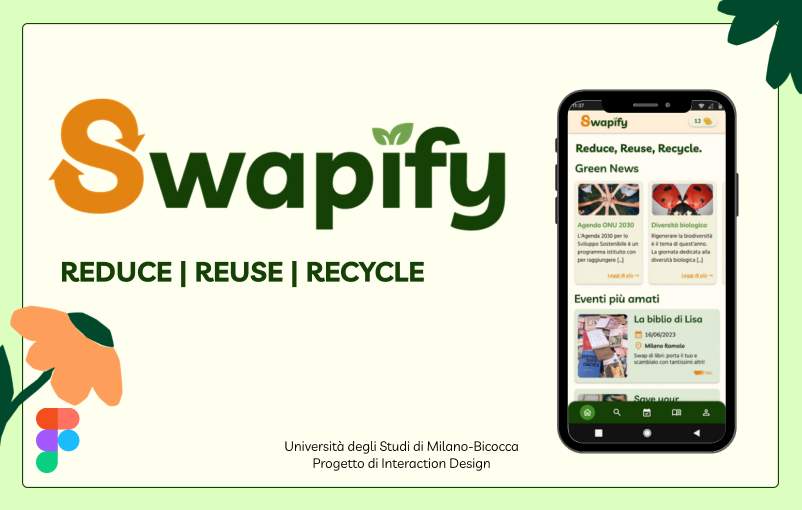 Swapify
REDUCE | REUSE | RECYCLE
Università degli Studi di Milano-Bicocca
Progetto di Interaction Design
11:37
Swapify
12
Reduce, Reuse, Recycle.
Green News
Agenda ONU 2030
L'Agenda 2030 per lo
Sviluppo Sostenibile è un
programma istituito con
per raggiungere [...]
Leggi di più →
Diversità biologica
Rigenerare la biodiversità
è il tema di quest'anno.
La giornata dedicata alla
diversità biologica [...]
Leggi di più →
Eventi più amati
La biblio di Lisa
16/06/2023
Milano Romolo
Swap di libri: porta il tuo e
scambialo con tantissimi altri!
Save your